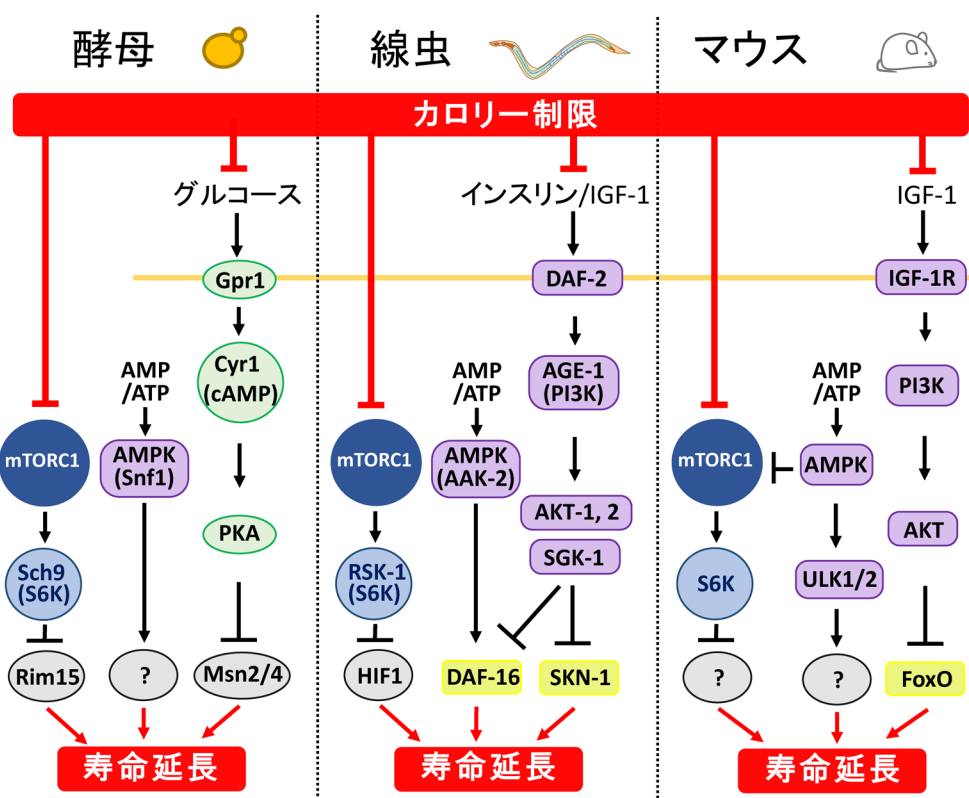 酵母
線虫
マウス
カロリー制限
グルコース
Gpr1
Cyr1
(cAMP)
AMP
/ATP
mTORC1
AMPK
(Snf1)
PKA
Sch9
(S6K)
Rim15
?
Msn2/4
寿命延長
インスリン/IGF-1
DAF-2
AGE-1
(PI3K)
AMP
/ATP
mTORC1
AMPK
(AAK-2)
AKT-1, 2
SGK-1
RSK-1
(S6K)
HIF1
DAF-16
SKN-1
寿命延長
IGF-1
IGF-1R
PI3K
AMP
/ATP
mTORC1
AMPK
AKT
S6K
ULK1/2
?
?
FoxO
寿命延長